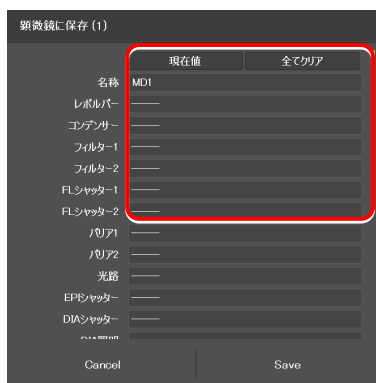 顕微鏡に保存 (1)
現在値 全てクリア
名称 MD1
レボルバー ――
コンデンサー ――
フィルター1 ――
フィルター2 ――
FLシャッター1 ――
FLシャッター2 ――
バリア1 ――
バリア2 ――
光路 ――
EPIシャッター ――
DIAシャッター ――
Cancel Save